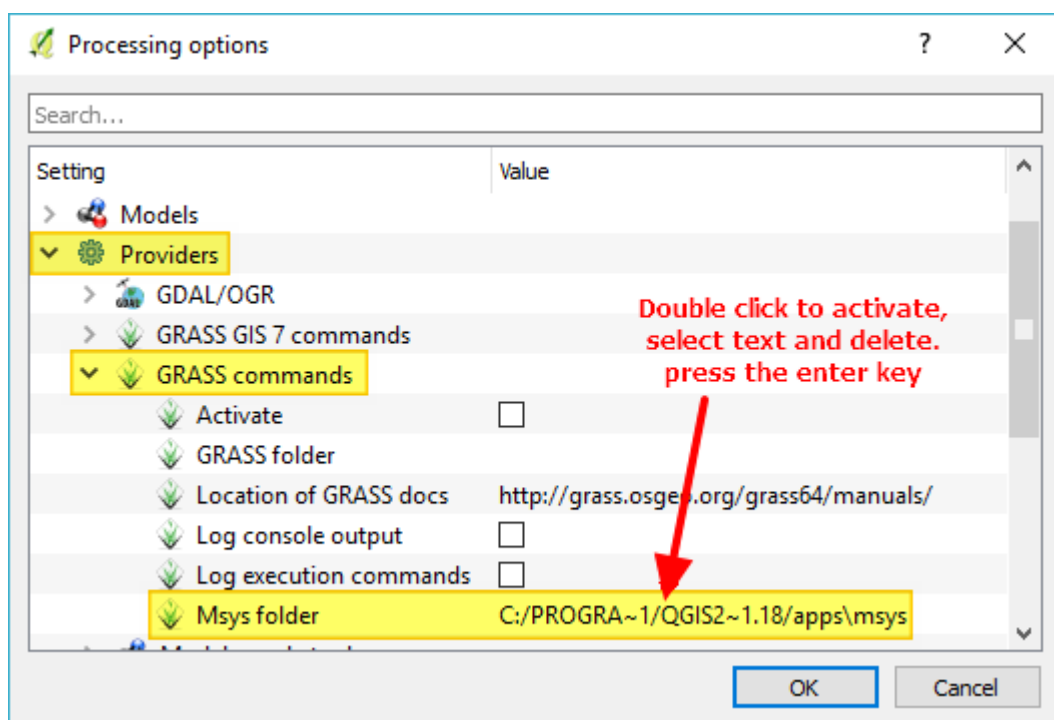 Processing options
?
Search...
Setting Value
Models
Providers
GDAL/OGR
GRASS GIS 7 commands
GRASS commands
Activate
GRASS folder
Location of GRASS docs http://grass.osgeo.org/grass64/manuals/
Log console output
Log execution commands
Msys folder C:/PROGRA~1/QGIS2~1.18/apps\msys
Double click to activate,
select text and delete.
press the enter key
OK Cancel